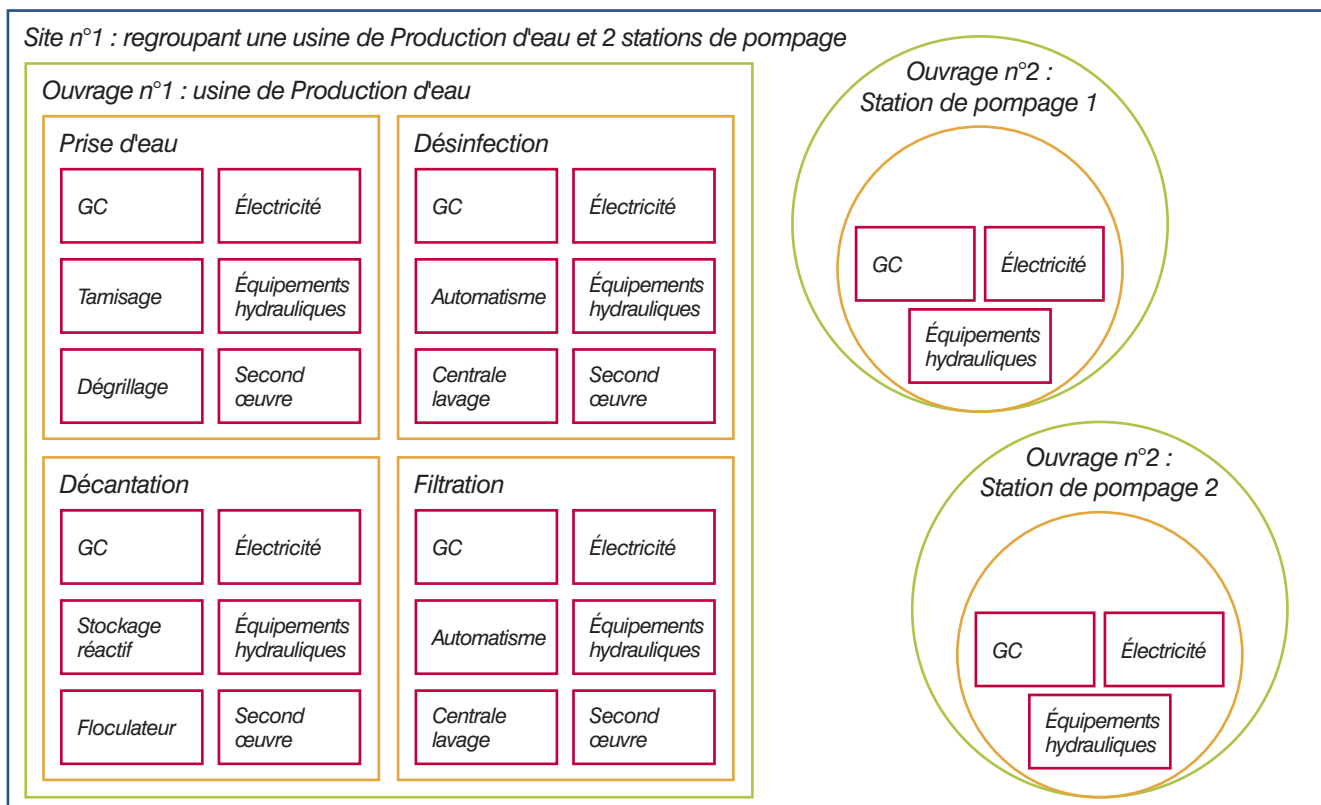 Site n°1 : regroupant une usine de Production d'eau et 2 stations de pompage
Ouvrage n°1 : usine de Production d'eau
Prise d'eau
GC
Électricité
Tamisage
Équipements
hydrauliques
Dégrillage
Second
œuvre
Désinfection
GC
Électricité
Automatisme
Équipements
hydrauliques
Centrale
lavage
Second
œuvre
Décantation
GC
Électricité
Stockage
réactif
Équipements
hydrauliques
Floculateur
Second
œuvre
Filtration
GC
Électricité
Automatisme
Équipements
hydrauliques
Centrale
lavage
Second
œuvre
Ouvrage n°2 :
Station de pompage 1
GC
Électricité
Équipements
hydrauliques
Ouvrage n°2 :
Station de pompage 2
GC
Électricité
Équipements
hydrauliques